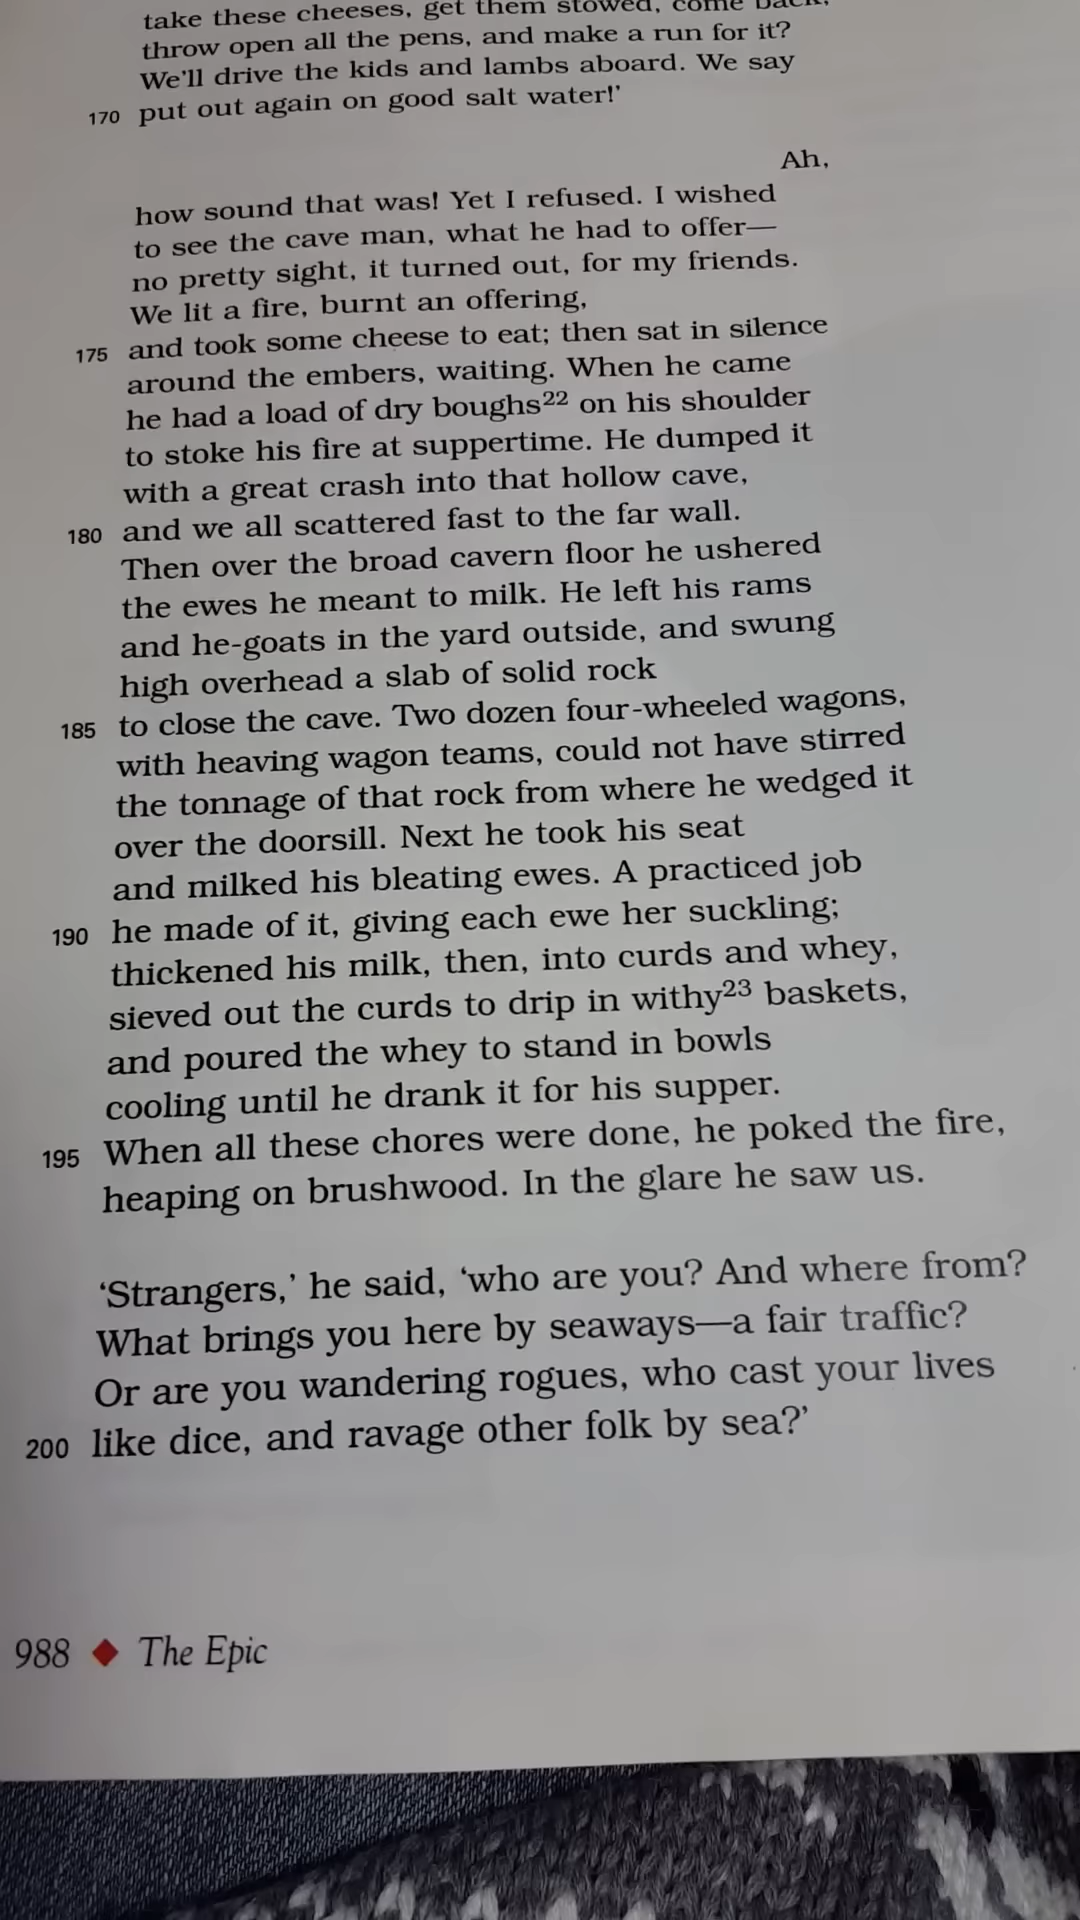 take these cheeses, get them stowed, come back,
throw open all the pens, and make a run for it?
We'll drive the kids and lambs aboard. We say
170 put out again on good salt water!'
Ah,
how sound that was! Yet I refused. I wished
to see the cave man, what he had to offer—
no pretty sight, it turned out, for my friends.
We lit a fire, burnt an offering,
175 and took some cheese to eat; then sat in silence
around the embers, waiting. When he came
he had a load of dry boughs22 on his shoulder
to stoke his fire at suppertime. He dumped it
with a great crash into that hollow cave,
180 and we all scattered fast to the far wall.
Then over the broad cavern floor he ushered
the ewes he meant to milk. He left his rams
and he-goats in the yard outside, and swung
high overhead a slab of solid rock
185 to close the cave. Two dozen four-wheeled wagons,
with heaving wagon teams, could not have stirred
the tonnage of that rock from where he wedged it
over the doorsill. Next he took his seat
and milked his bleating ewes. A practiced job
190 he made of it, giving each ewe her suckling;
thickened his milk, then, into curds and whey,
sieved out the curds to drip in withy23 baskets,
and poured the whey to stand in bowls
cooling until he drank it for his supper.
195 When all these chores were done, he poked the fire,
heaping on brushwood. In the glare he saw us.
'Strangers,' he said, 'who are you? And where from?
What brings you here by seaways—a fair traffic?
Or are you wandering rogues, who cast your lives
200 like dice, and ravage other folk by sea?'
988 ◆ The Epic